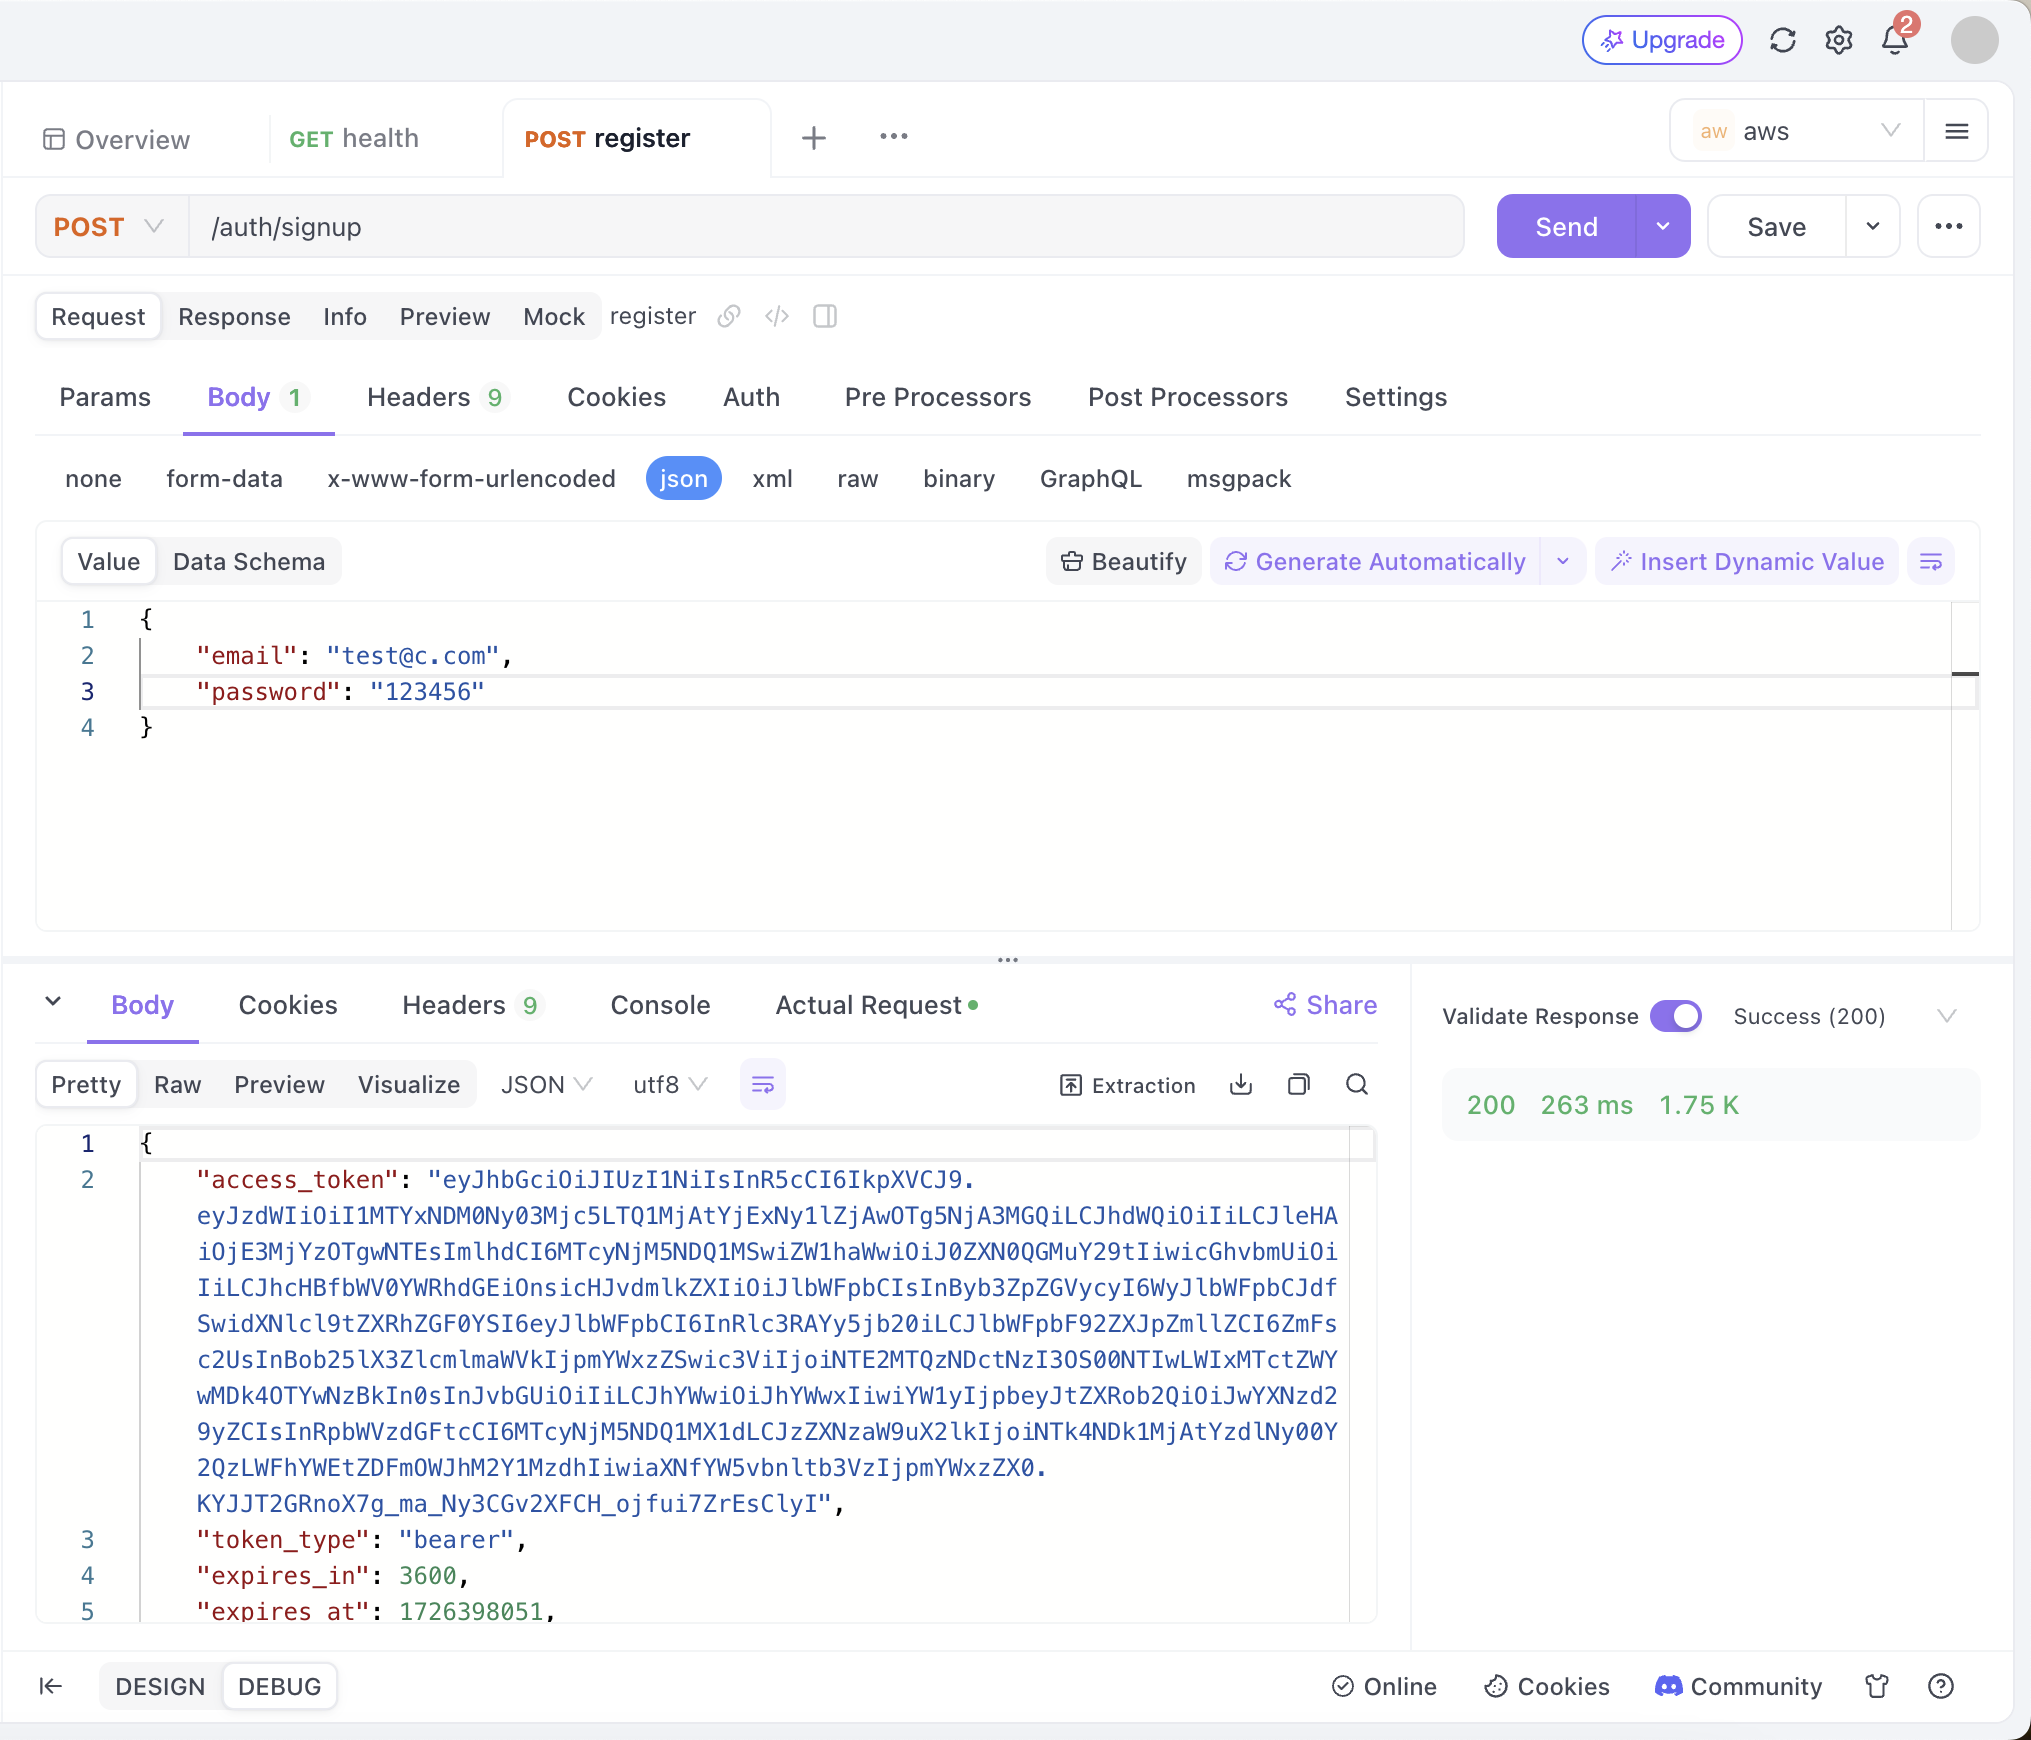 Upgrade 2
Overview GET health POST register aw aws
POST /auth/signup Send Save
Request Response Info Preview Mock register
Params Body 1 Headers 9 Cookies Auth Pre Processors Post Processors Settings
none form-data x-www-form-urlencoded json xml raw binary GraphQL msgpack
Value Data Schema Beautify Generate Automatically Insert Dynamic Value
1 {
2 "email": "test@c.com",
3 "password": "123456"
4 }
Body Cookies Headers 9 Console Actual Request Share Validate Response Success (200)
Pretty Raw Preview Visualize JSON utf8 Extraction
200 263 ms 1.75 K
1 {
2 "access_token": "eyJhbGciOiJIUzI1NiIsInR5cCI6IkpXVCJ9.
eyJzdWIiOiI1MTYxNDM0Ny03Mjc5LTQ1MjAtYjExNy1lZjAwOTg5NjA3MGQiLCJhdWQiOiIiLCJleHA
iOjE3MjYzOTgwNTEsImlhdCI6MTcyNjM5NDQ1MSwiZW1haWwiOiJ0ZXN0QGMuY29tIiwicGhvbmUiOi
IiLCJhcHBfbWV0YWRhdGEiOnsicHJvdmlkZXIiOiJlbWFpbCIsInByb3ZpZGVycyI6WyJlbWFpbCJdf
SwidXNlcl9tZXRhZGF0YSI6eyJlbWFpbCI6InRlc3RAYy5jb20iLCJlbWFpbF92ZXJpZmllZCI6ZmFs
c2UsInBob25lX3ZlcmlmaWVkIjpmYWxzZSwic3ViIjoiNTE2MTQzNDctNzI3OS00NTIwLWIxMTctZWY
wMDk4OTYwNzBkIn0sInJvbGUiOiIiLCJhYWwiOiJhYWwxIiwiYW1yIjpbeyJtZXRob2QiOiJwYXNzd2
9yZCIsInRpbWVzdGFtcCI6MTcyNjM5NDQ1MX1dLCJzZXNzaW9uX2lkIjoiNTk4NDk1MjAtYzdlNy00Y
2QzLWFhYWEtZDFmOWJhM2Y1MzdhIiwiaXNfYW5vbnltb3VzIjpmYWxzZX0.
KYJJT2GRnoX7g_ma_Ny3CGv2XFCH_ojfui7ZrEsClyI",
3 "token_type": "bearer",
4 "expires_in": 3600,
5 "expires_at": 1726398051,
DESIGN DEBUG Online Cookies Community